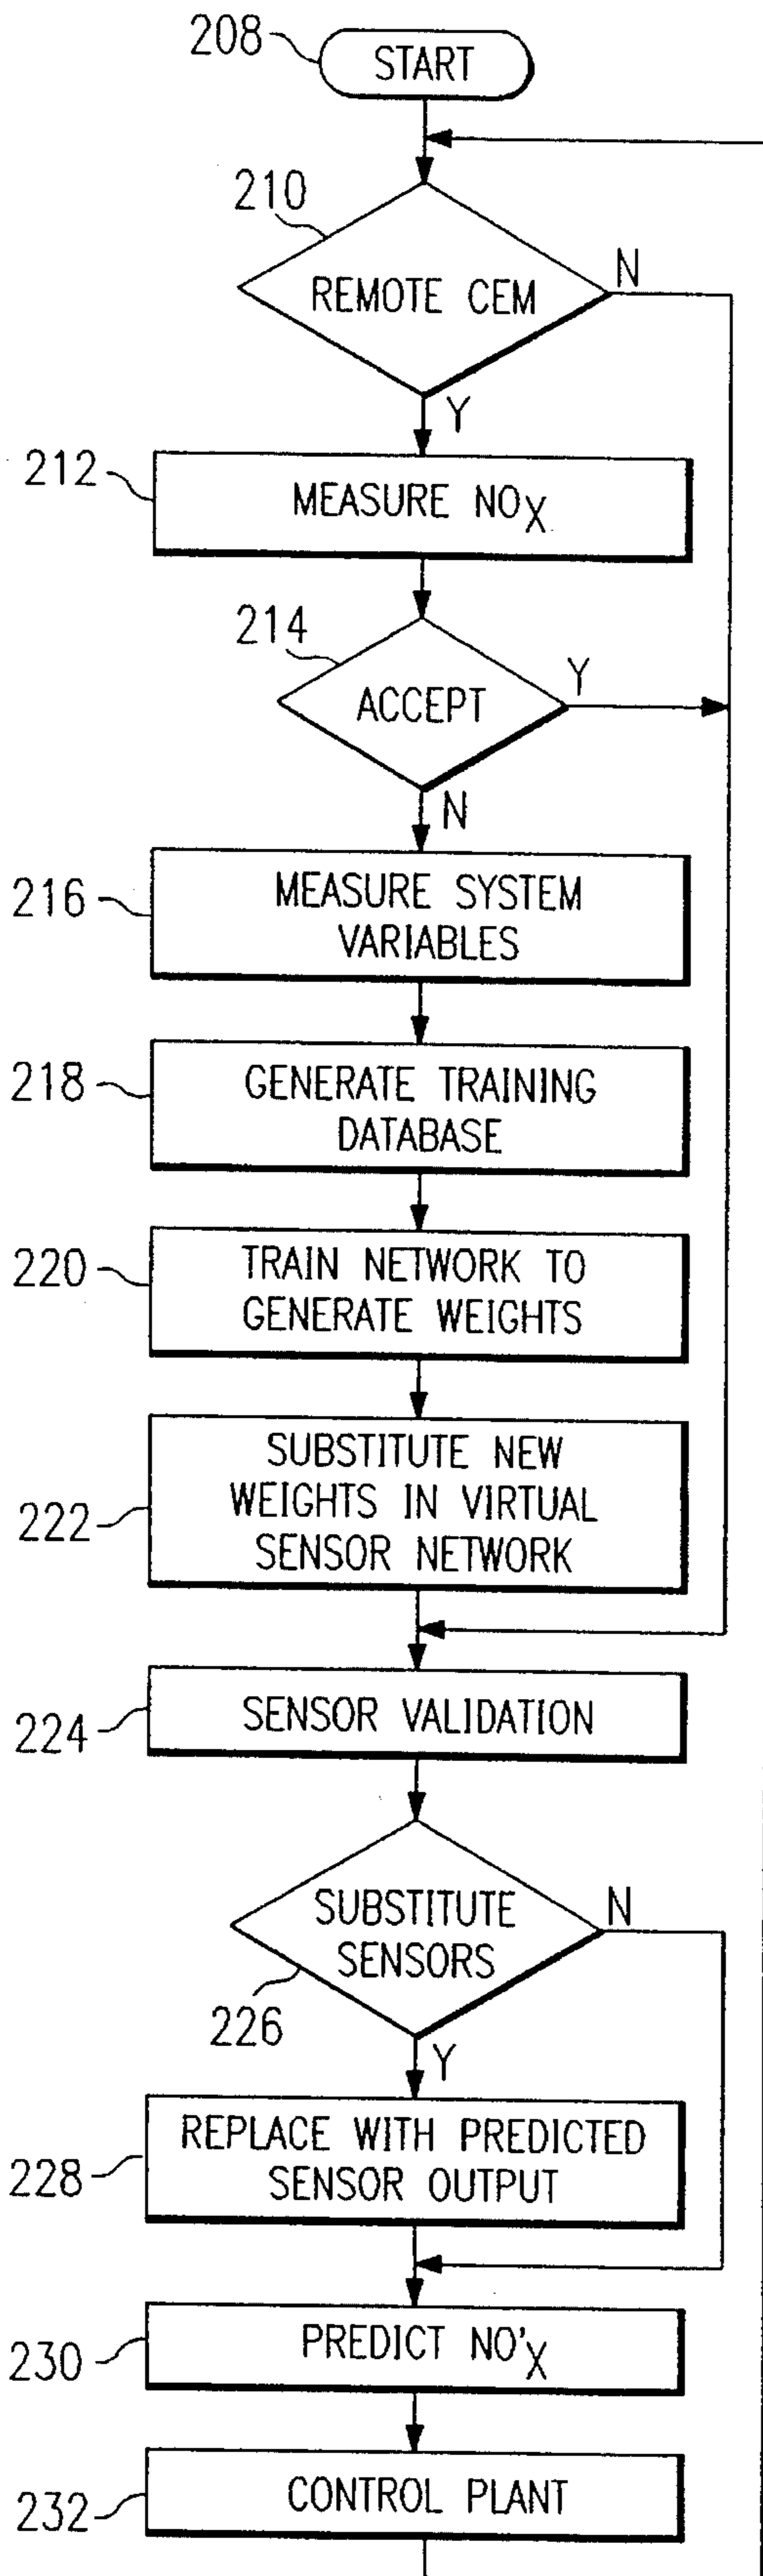 208
START
210
REMOTE CEM
N
Y
212
MEASURE NOX
214
ACCEPT
Y
N
216
MEASURE SYSTEM
VARIABLES
218
GENERATE TRAINING
DATABASE
220
TRAIN NETWORK TO
GENERATE WEIGHTS
222
SUBSTITUTE NEW
WEIGHTS IN VIRTUAL
SENSOR NETWORK
224
SENSOR VALIDATION
SUBSTITUTE
SENSORS
N
226
Y
228
REPLACE WITH PREDICTED
SENSOR OUTPUT
230
PREDICT NO'X
232
CONTROL PLANT